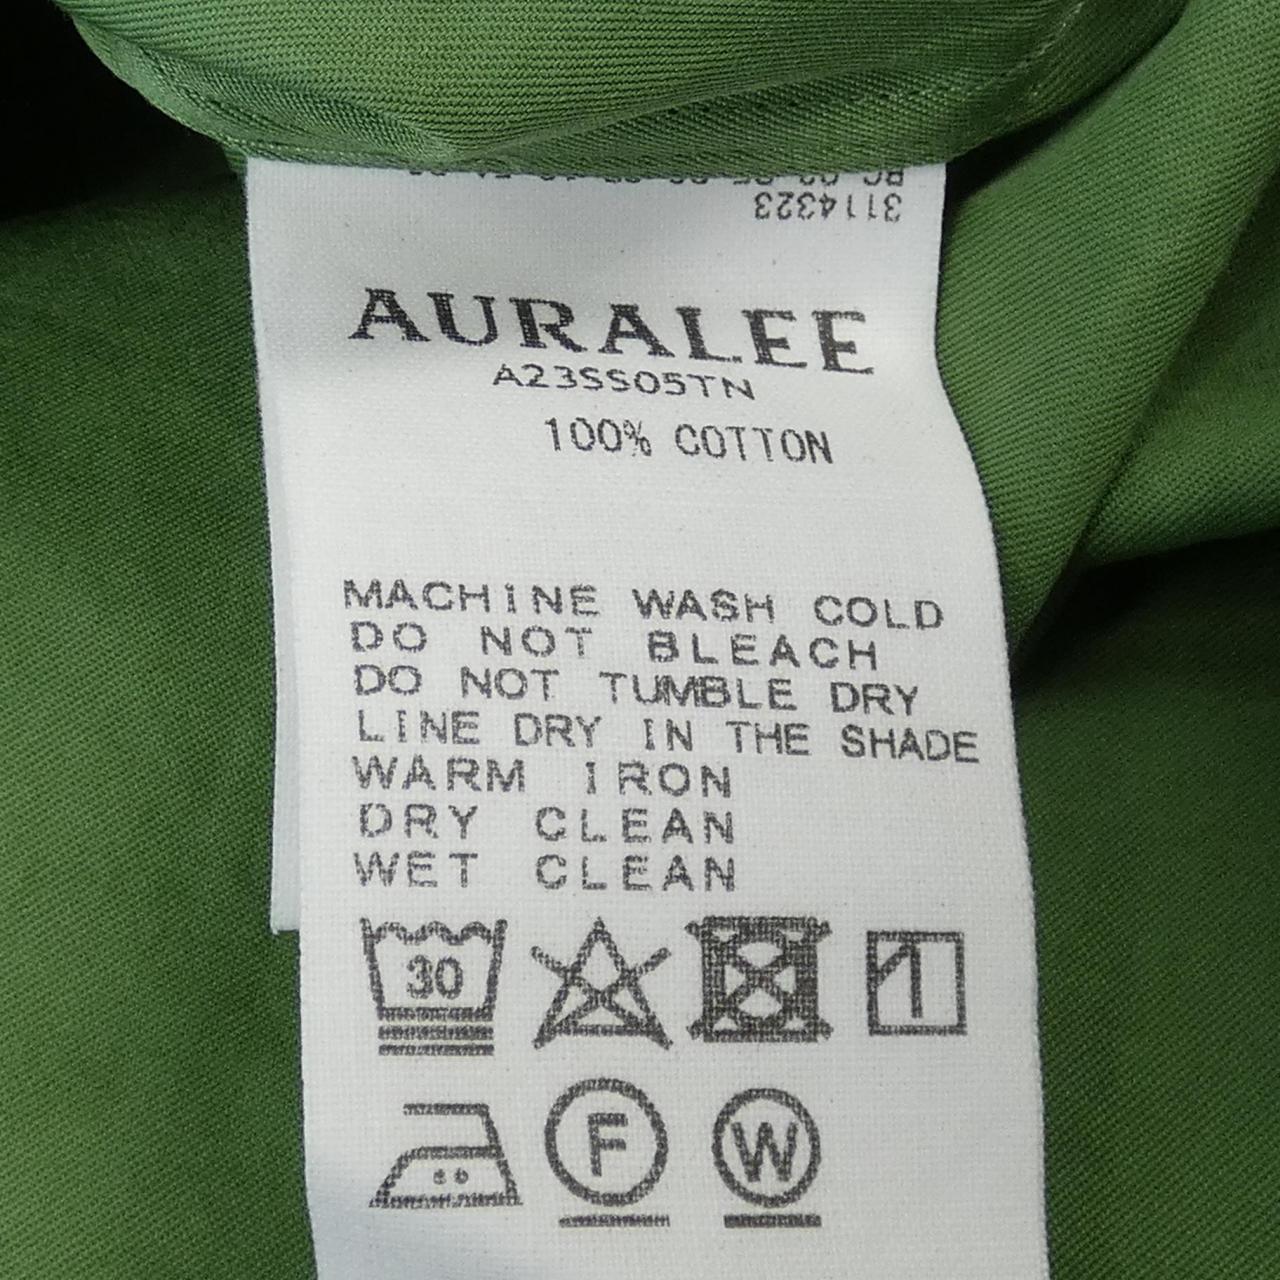 3114323
AURALEE
A23SS05TN
100% COTTON
MACHINE WASH COLD
DO NOT BLEACH
DO NOT TUMBLE DRY
LINE DRY IN THE SHADE
WARM IRON
DRY CLEAN
WET CLEAN
30
F W